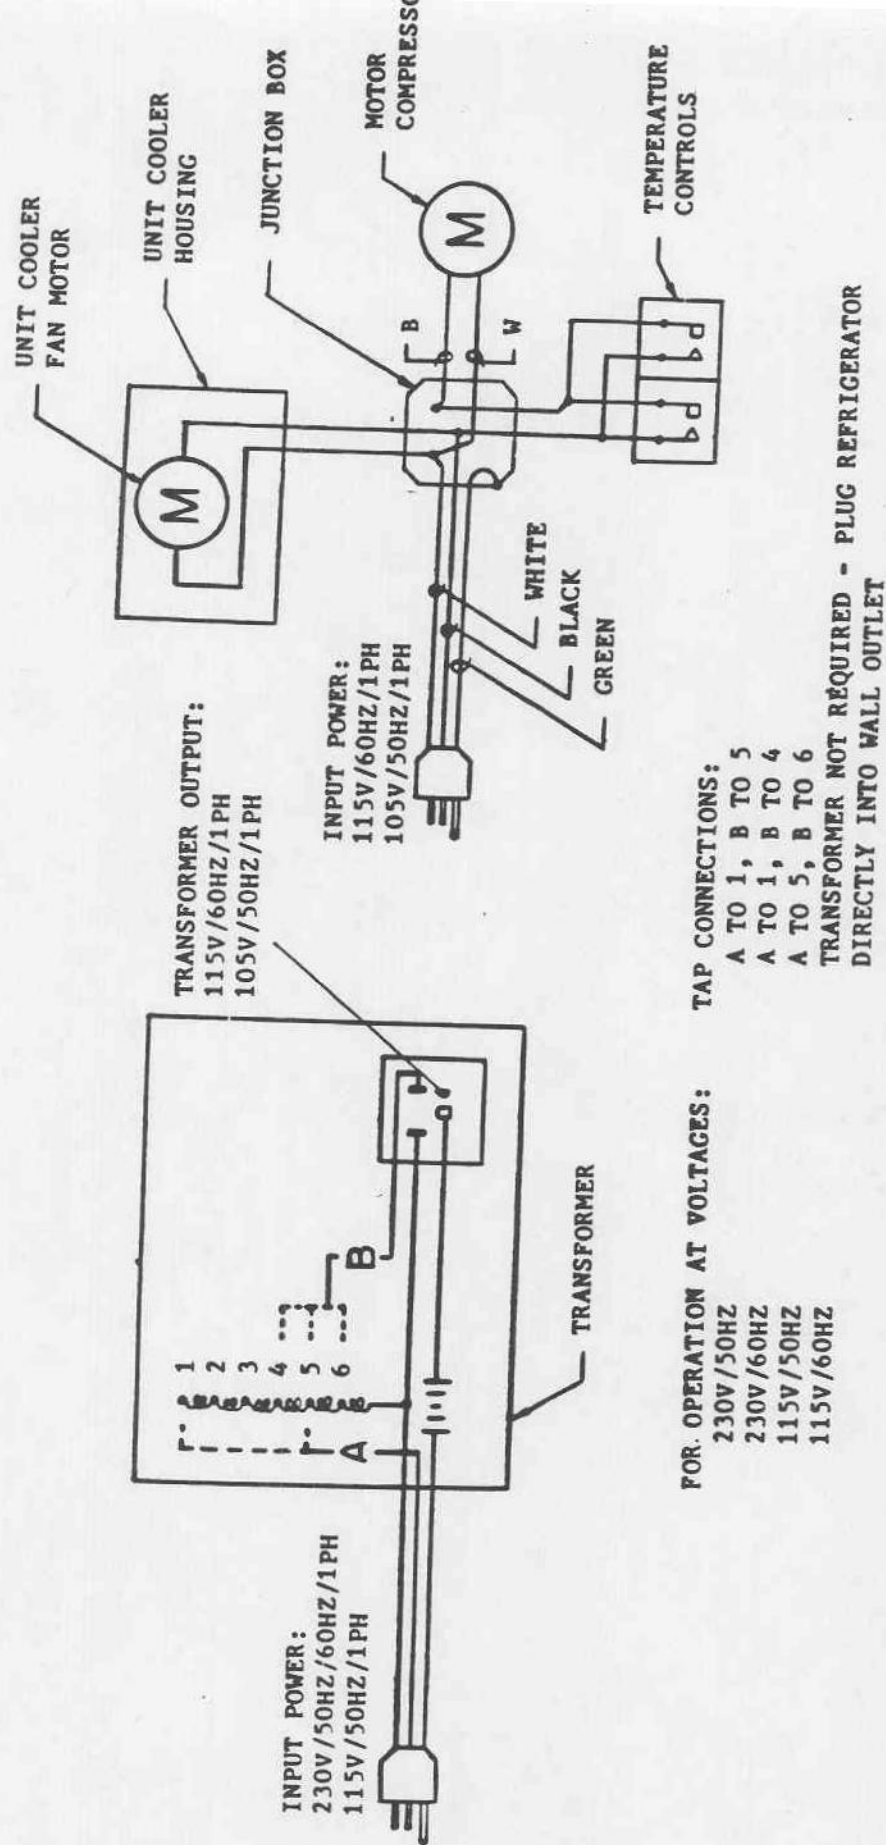 UNIT COOLER
FAN MOTOR
UNIT COOLER
HOUSING
JUNCTION BOX
MOTOR
COMPRESSO
M
M
B
W
TEMPERATURE
CONTROLS
TRANSFORMER OUTPUT:
115V/60HZ/1PH
105V/50HZ/1PH
INPUT POWER:
115V/60HZ/1PH
105V/50HZ/1PH
WHITE
BLACK
GREEN
INPUT POWER:
230V/50HZ/60HZ/1PH
115V/50HZ/1PH
1
2
3
4
5
6
A
B
TRANSFORMER
FOR OPERATION AT VOLTAGES: TAP CONNECTIONS:
230V/50HZ A TO 1, B TO 5
230V/60HZ A TO 1, B TO 4
115V/50HZ A TO 5, B TO 6
115V/60HZ TRANSFORMER NOT REQUIRED - PLUG REFRIGERATOR
DIRECTLY INTO WALL OUTLET